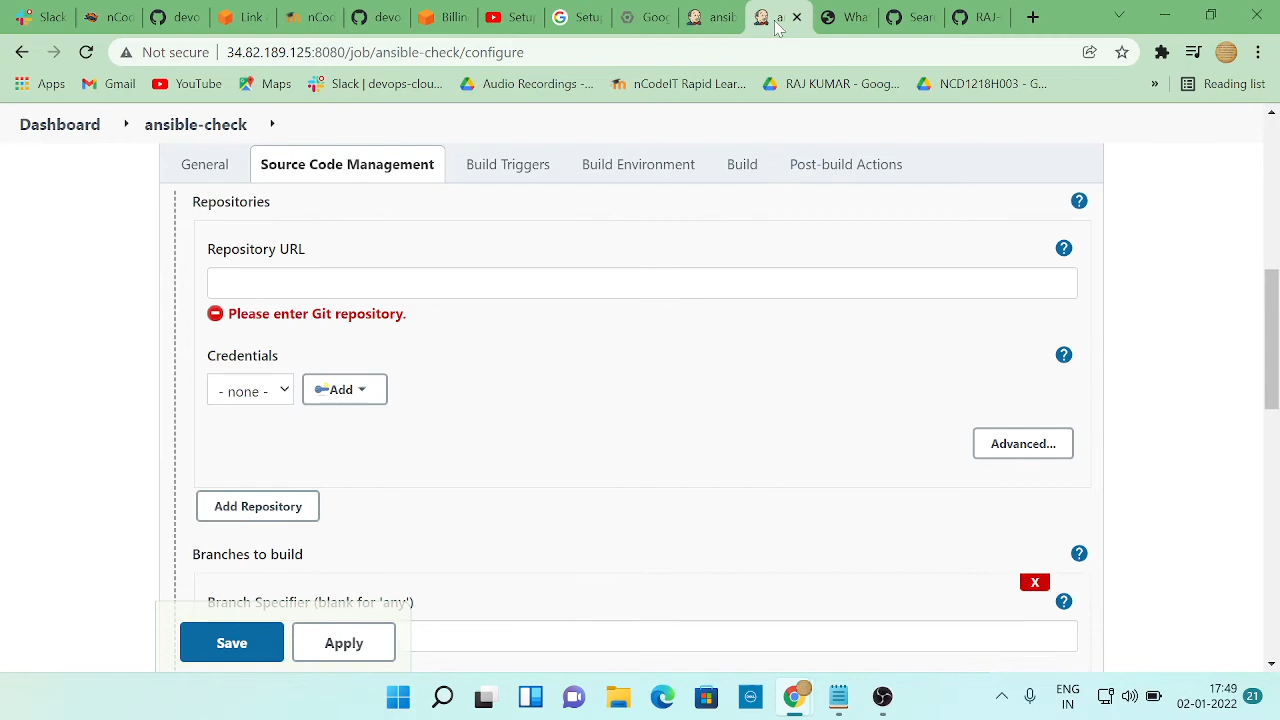 Slack
nCo
devo
Link
nCo
devo
Billin
Setup
Setu
Goo
ansib
a
Wha
Sear
RAJ-
Not secure
34.82.189.125:8080/job/ansible-check/configure
Apps
Gmail
YouTube
Maps
Slack | devops-clou...
Audio Recordings -...
nCodeIT Rapid Lear...
RAJ KUMAR - Goog...
NCD1218H003 - G...
»
Reading list
Dashboard
ansible-check
General
Source Code Management
Build Triggers
Build Environment
Build
Post-build Actions
Repositories
?
Repository URL
?
Please enter Git repository.
Credentials
?
- none -
Add
Advanced...
Add Repository
Branches to build
?
X
Branch Specifier (blank for 'any')
?
Save
Apply
DELL
ENG
IN
17:49
02-01-2022
21